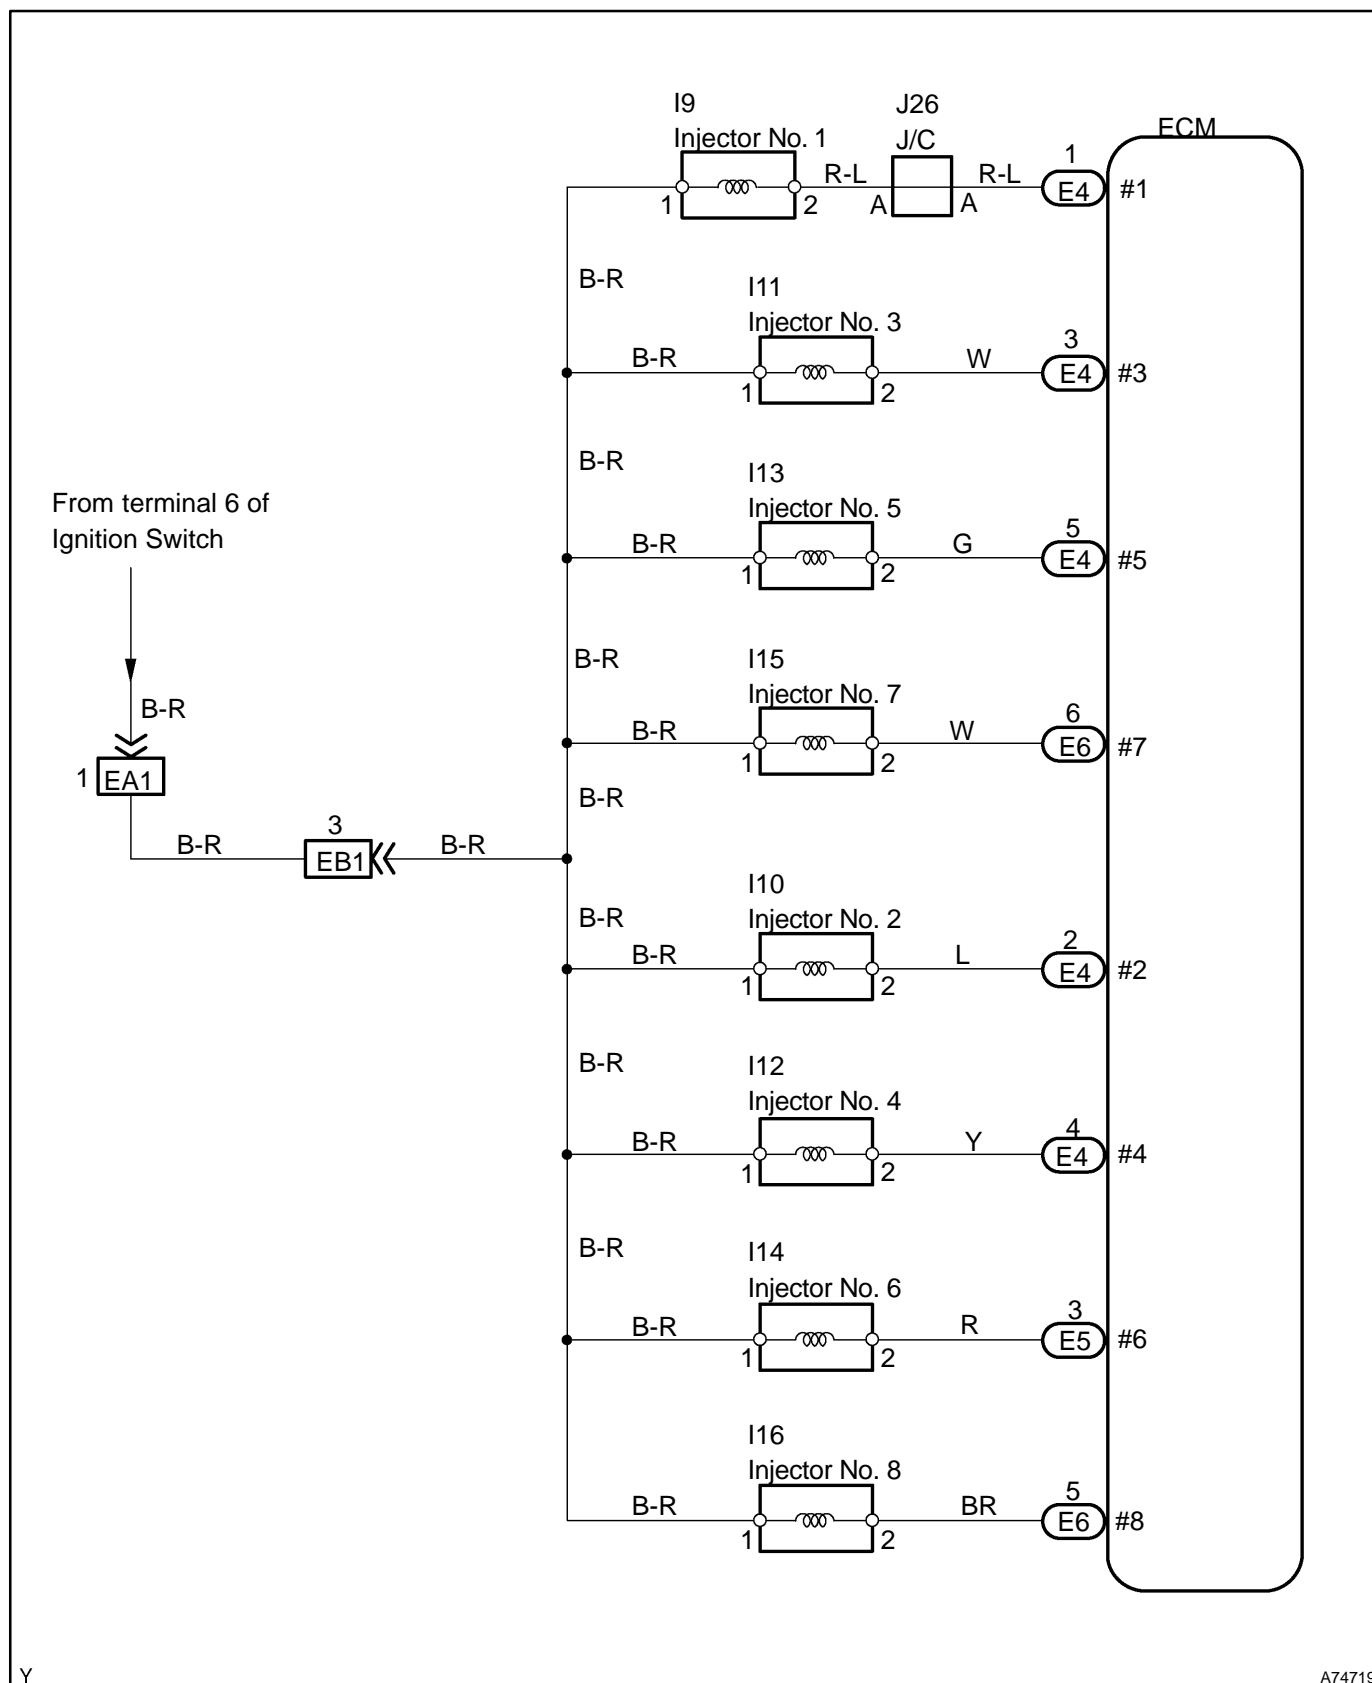 I9
Injector No. 1
J26
J/C
ECM
1
2
R-L
A
A
R-L
1
E4
#1
B-R
I11
Injector No. 3
B-R
1
2
W
3
E4
#3
B-R
I13
Injector No. 5
B-R
1
2
G
5
E4
#5
From terminal 6 of
Ignition Switch
B-R
I15
Injector No. 7
B-R
1
2
W
6
E6
#7
B-R
1
EA1
B-R
B-R
3
EB1
B-R
B-R
I10
Injector No. 2
B-R
1
2
L
2
E4
#2
B-R
I12
Injector No. 4
B-R
1
2
Y
4
E4
#4
B-R
I14
Injector No. 6
B-R
1
2
R
3
E5
#6
I16
Injector No. 8
B-R
1
2
BR
5
E6
#8
Y
A74719